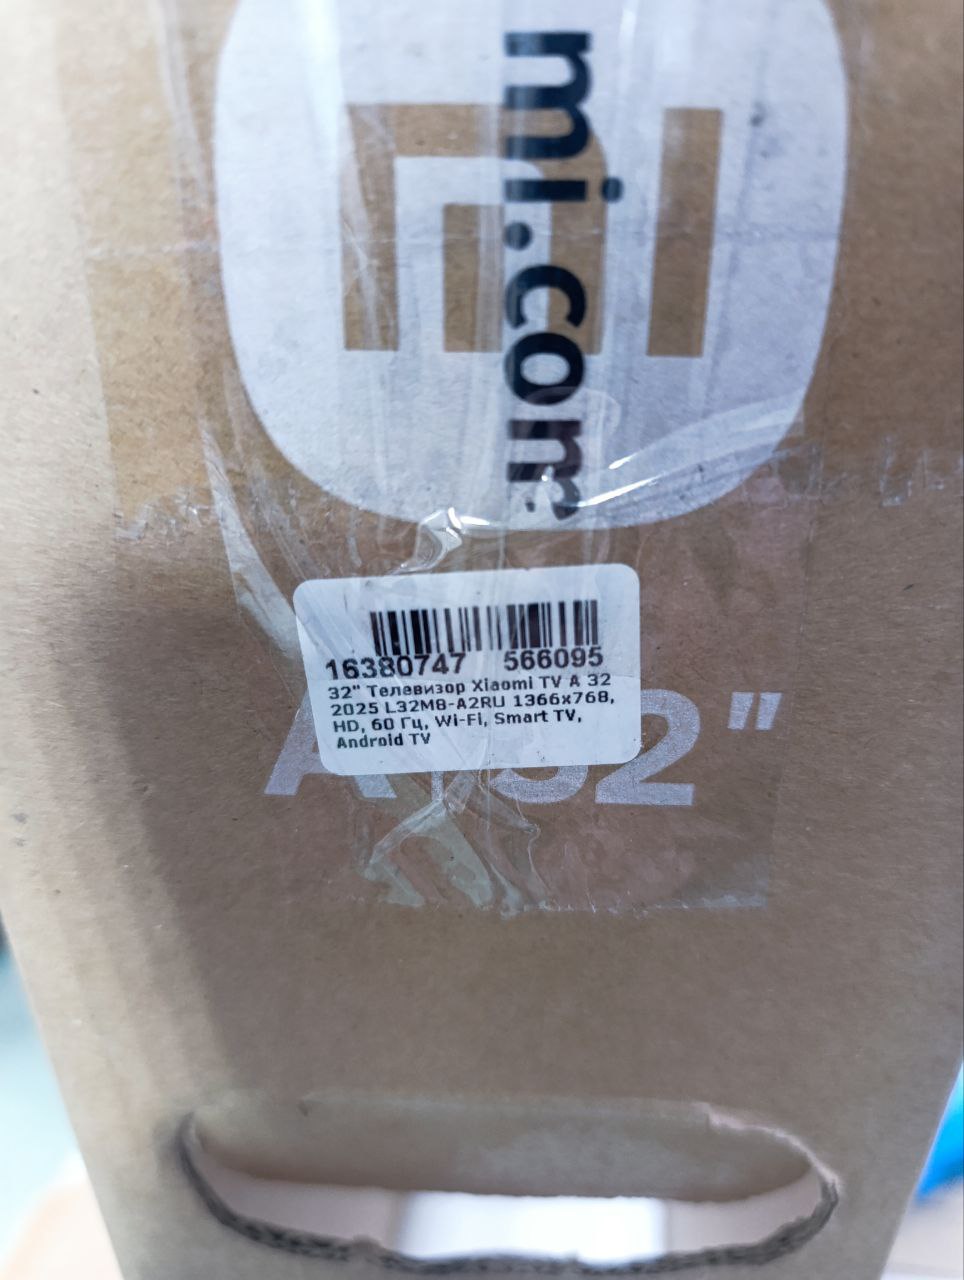 mi.com
16380747 566095
32" Телевизор Xiaomi TV A 32
2025 L32M8-A2RU 1366x768,
HD, 60 Гц, Wi-Fi, Smart TV,
Android TV
A 32"